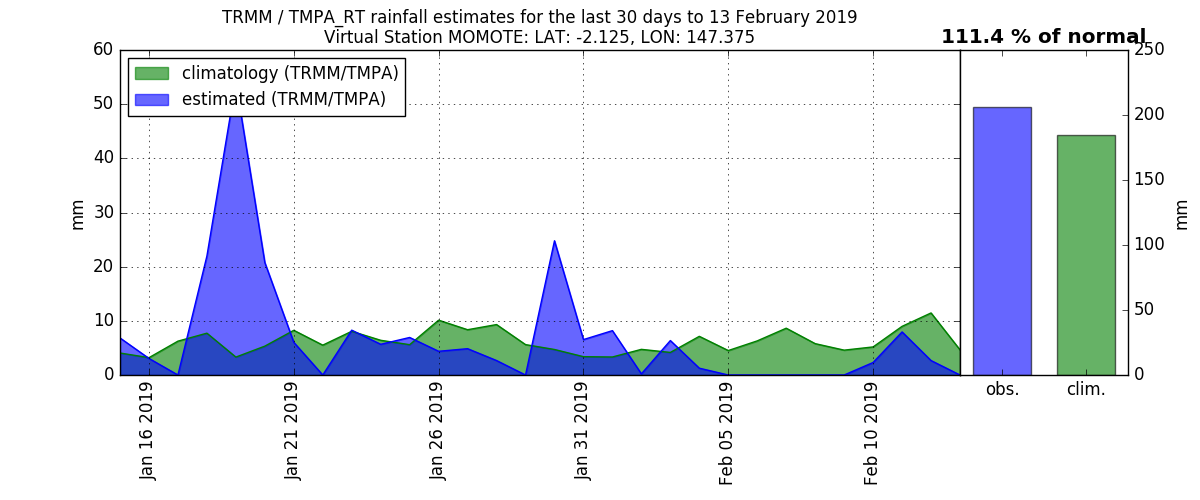 TRMM / TMPA_RT rainfall estimates for the last 30 days to 13 February 2019
Virtual Station MOMOTE: LAT: -2.125, LON: 147.375
111.4 % of normal
climatology (TRMM/TMPA)
estimated (TRMM/TMPA)
60
50
40
30
20
10
0
mm
Jan 16 2019
Jan 21 2019
Jan 26 2019
Jan 31 2019
Feb 05 2019
Feb 10 2019
250
200
150
100
50
0
mm
obs.
clim.